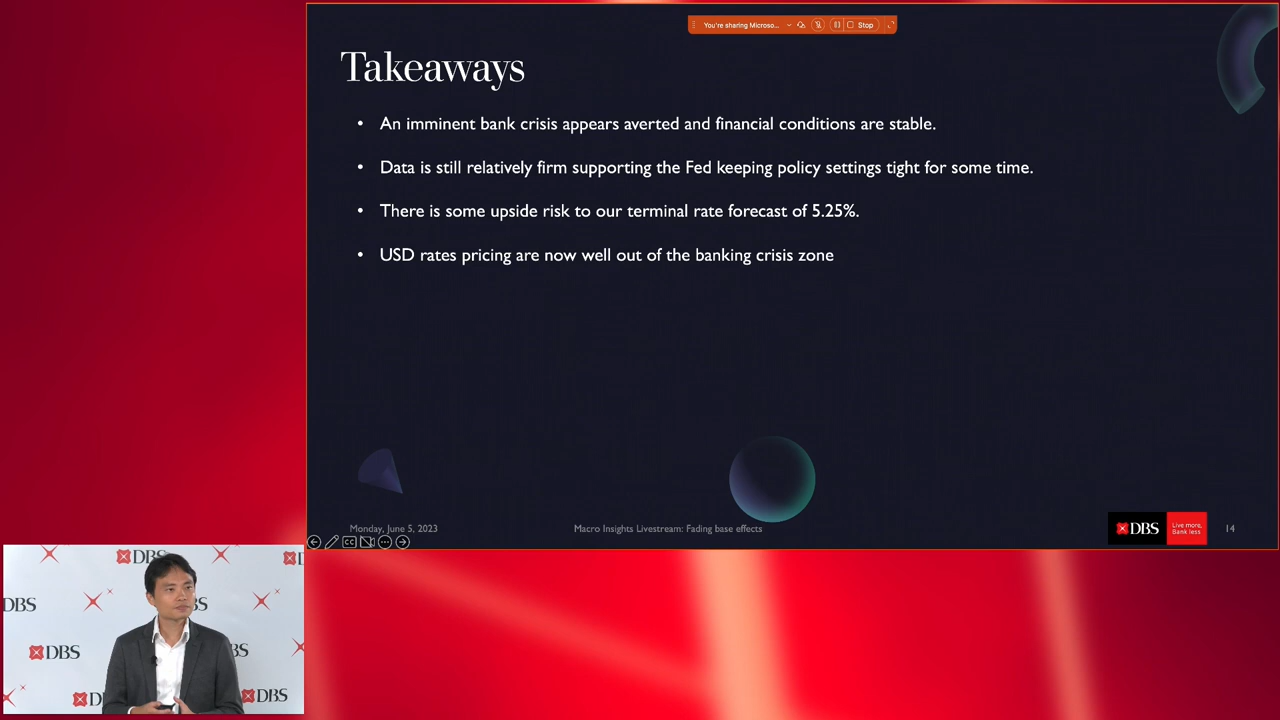 You're sharing Microso...
Stop
Takeaways
• An imminent bank crisis appears averted and financial conditions are stable.
• Data is still relatively firm supporting the Fed keeping policy settings tight for some time.
• There is some upside risk to our terminal rate forecast of 5.25%.
• USD rates pricing are now well out of the banking crisis zone
Monday, June 5, 2023
Macro Insights Livestream: Fading base effects
DBS
Live more,
Bank less
14
CC
DBS
D
DBS
BS
DBS
BS
D
DBS